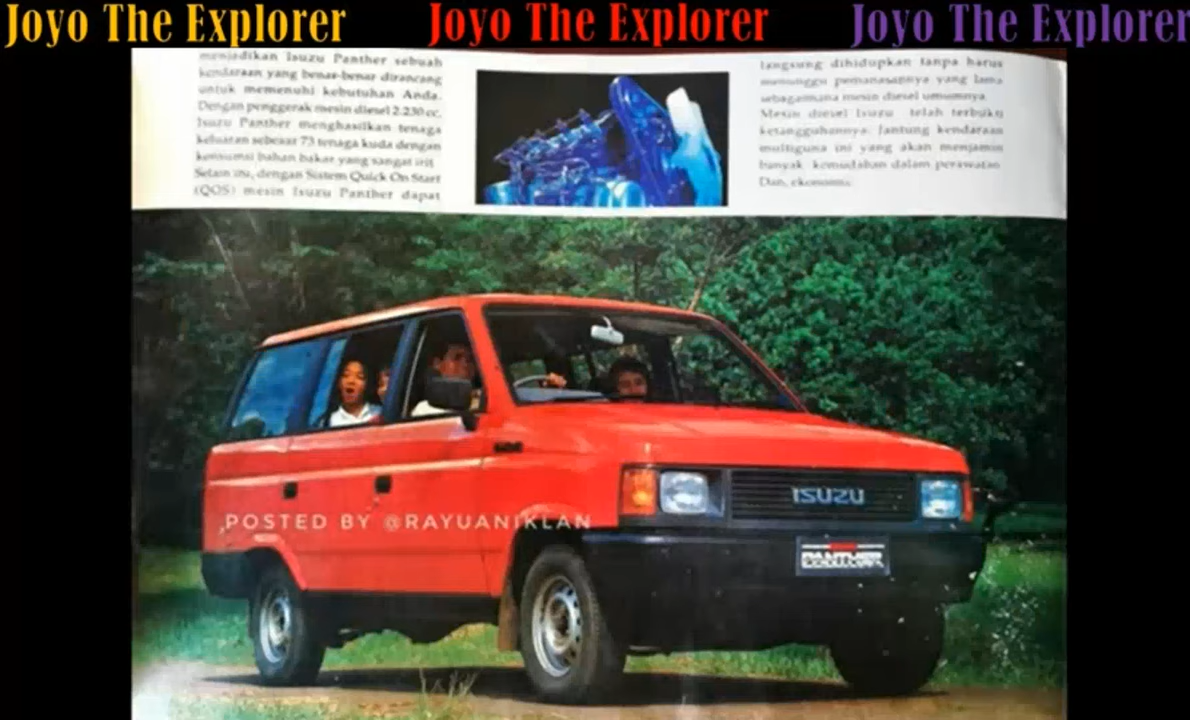 Joyo The Explorer
Joyo The Explorer
Joyo The Explorer
menjadikan Isuzu Panther sebuah
kendaraan yang benar-benar dirancang
untuk memenuhi kebutuhan Anda.
Dengan penggerak mesin diesel 2.230 cc,
Isuzu Panther menghasilkan tenaga
keluaran sebesar 73 tenaga kuda dengan
konsumsi bahan bakar yang sangat irit
Selain itu, dengan Sistem Quick On Start
(QOS) mesin Isuzu Panther dapat
langsung dihidupkan tanpa harus
menunggu pemanasannya yang lama
sebagaimana mesin diesel umumnya.
Mesin diesel Isuzu telah terbukti
ketangguhannya. Jantung kendaraan
multiguna ini yang akan menjamin
banyak kemudahan dalam perawatan.
Dan, ekonomis.
ISUZU
PANTHER
POSTED BY @RAYUANIKLAN